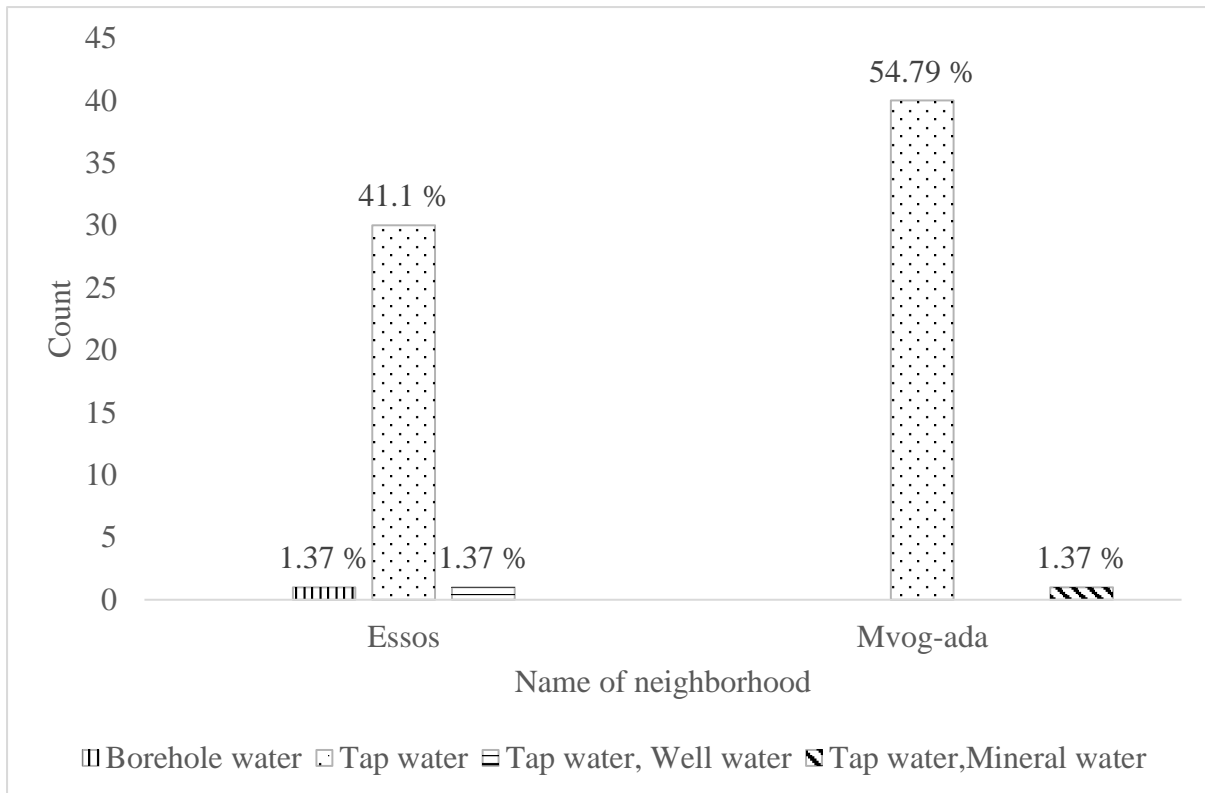 45
54.79 %
40
35
41.1 %
30
25
Count
20
15
10
5
1.37 %
1.37 %
1.37 %
0
Essos
Mvog-ada
Name of neighborhood
Borehole water
Tap water
Tap water, Well water
Tap water,Mineral water